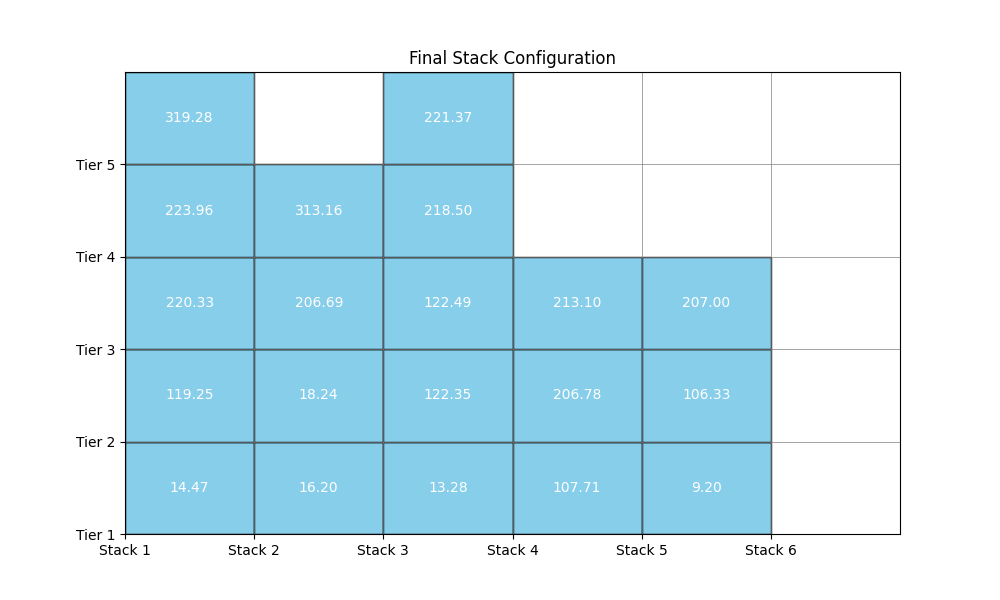 Final Stack Configuration
319.28 221.37
Tier 5
223.96 313.16 218.50
Tier 4
220.33 206.69 122.49 213.10 207.00
Tier 3
119.25 18.24 122.35 206.78 106.33
Tier 2
14.47 16.20 13.28 107.71 9.20
Tier 1
Stack 1 Stack 2 Stack 3 Stack 4 Stack 5 Stack 6